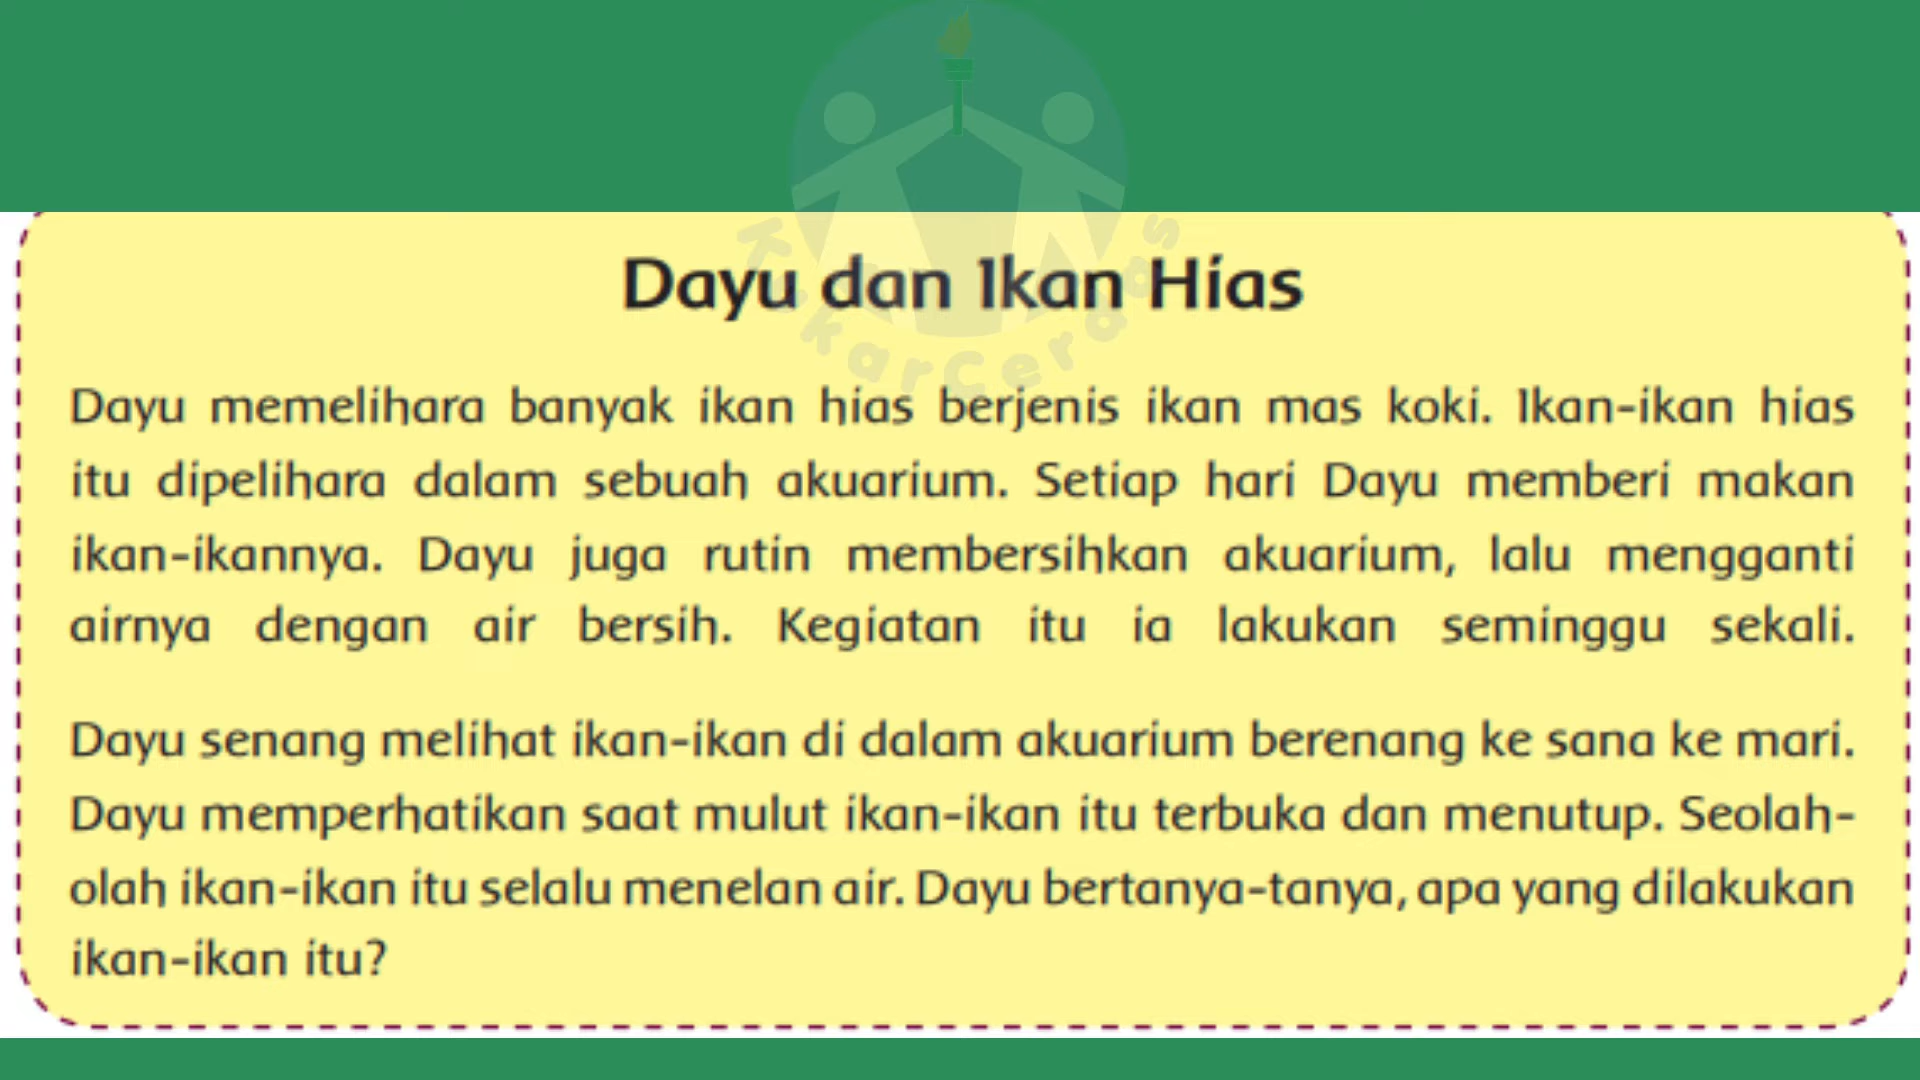 Dayu dan Ikan Hias
KukarCerdas
Dayu memelihara banyak ikan hias berjenis ikan mas koki. Ikan-ikan hias
itu dipelihara dalam sebuah akuarium. Setiap hari Dayu memberi makan
ikan-ikannya. Dayu juga rutin membersihkan akuarium, lalu mengganti
airnya dengan air bersih. Kegiatan itu ia lakukan seminggu sekali.
Dayu senang melihat ikan-ikan di dalam akuarium berenang ke sana ke mari.
Dayu memperhatikan saat mulut ikan-ikan itu terbuka dan menutup. Seolah-
olah ikan-ikan itu selalu menelan air. Dayu bertanya-tanya, apa yang dilakukan
ikan-ikan itu?